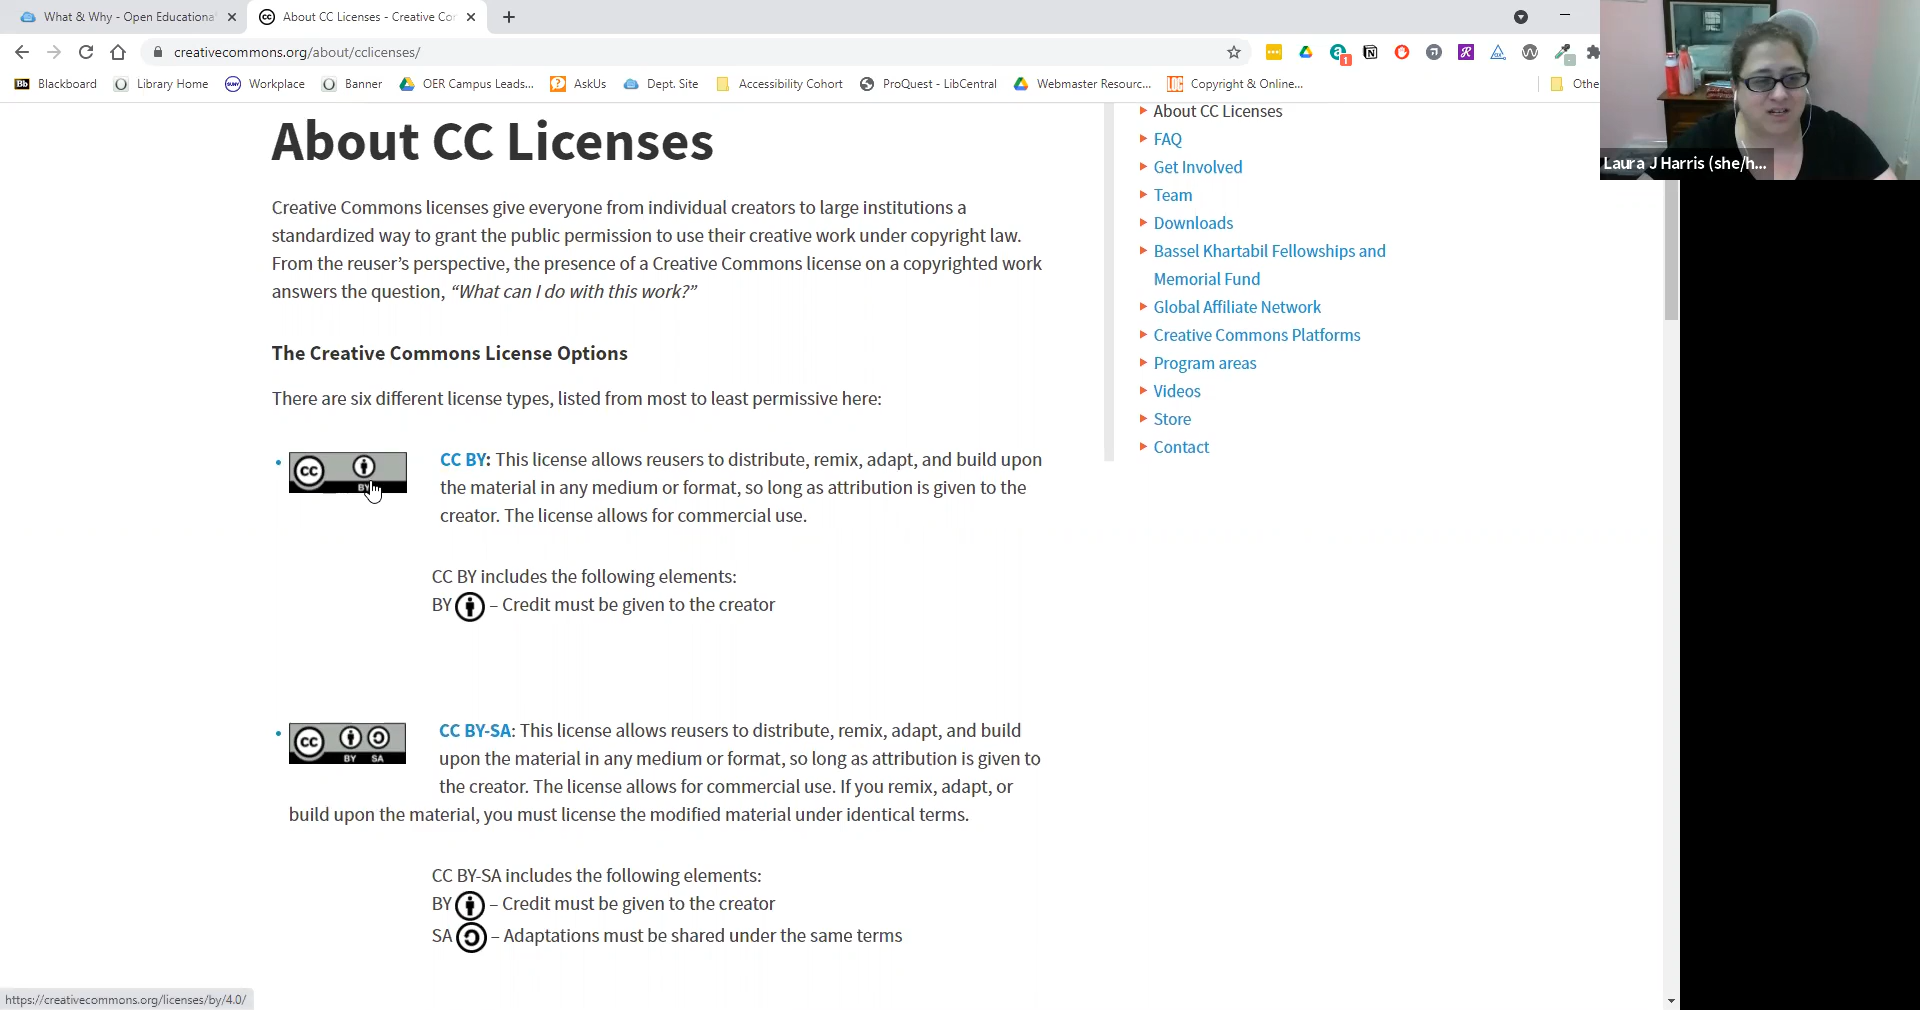 What & Why - Open Educationa
About CC Licenses - Creative Co
creativecommons.org/about/cclicenses/
1
Bb Blackboard Library Home SUNY Workplace Banner OER Campus Leads... AskUs Dept. Site Accessibility Cohort ProQuest - LibCentral Webmaster Resourc... LOC Copyright & Online... Othe
Laura J Harris (she/h...
About CC Licenses
Creative Commons licenses give everyone from individual creators to large institutions a
standardized way to grant the public permission to use their creative work under copyright law.
From the reuser’s perspective, the presence of a Creative Commons license on a copyrighted work
answers the question, “What can I do with this work?”
The Creative Commons License Options
There are six different license types, listed from most to least permissive here:
CC BY
CC BY: This license allows reusers to distribute, remix, adapt, and build upon
the material in any medium or format, so long as attribution is given to the
creator. The license allows for commercial use.
CC BY includes the following elements:
BY – Credit must be given to the creator
CC BY SA
CC BY-SA: This license allows reusers to distribute, remix, adapt, and build
upon the material in any medium or format, so long as attribution is given to
the creator. The license allows for commercial use. If you remix, adapt, or
build upon the material, you must license the modified material under identical terms.
CC BY-SA includes the following elements:
BY – Credit must be given to the creator
SA – Adaptations must be shared under the same terms
About CC Licenses
FAQ
Get Involved
Team
Downloads
Bassel Khartabil Fellowships and
Memorial Fund
Global Affiliate Network
Creative Commons Platforms
Program areas
Videos
Store
Contact
https://creativecommons.org/licenses/by/4.0/